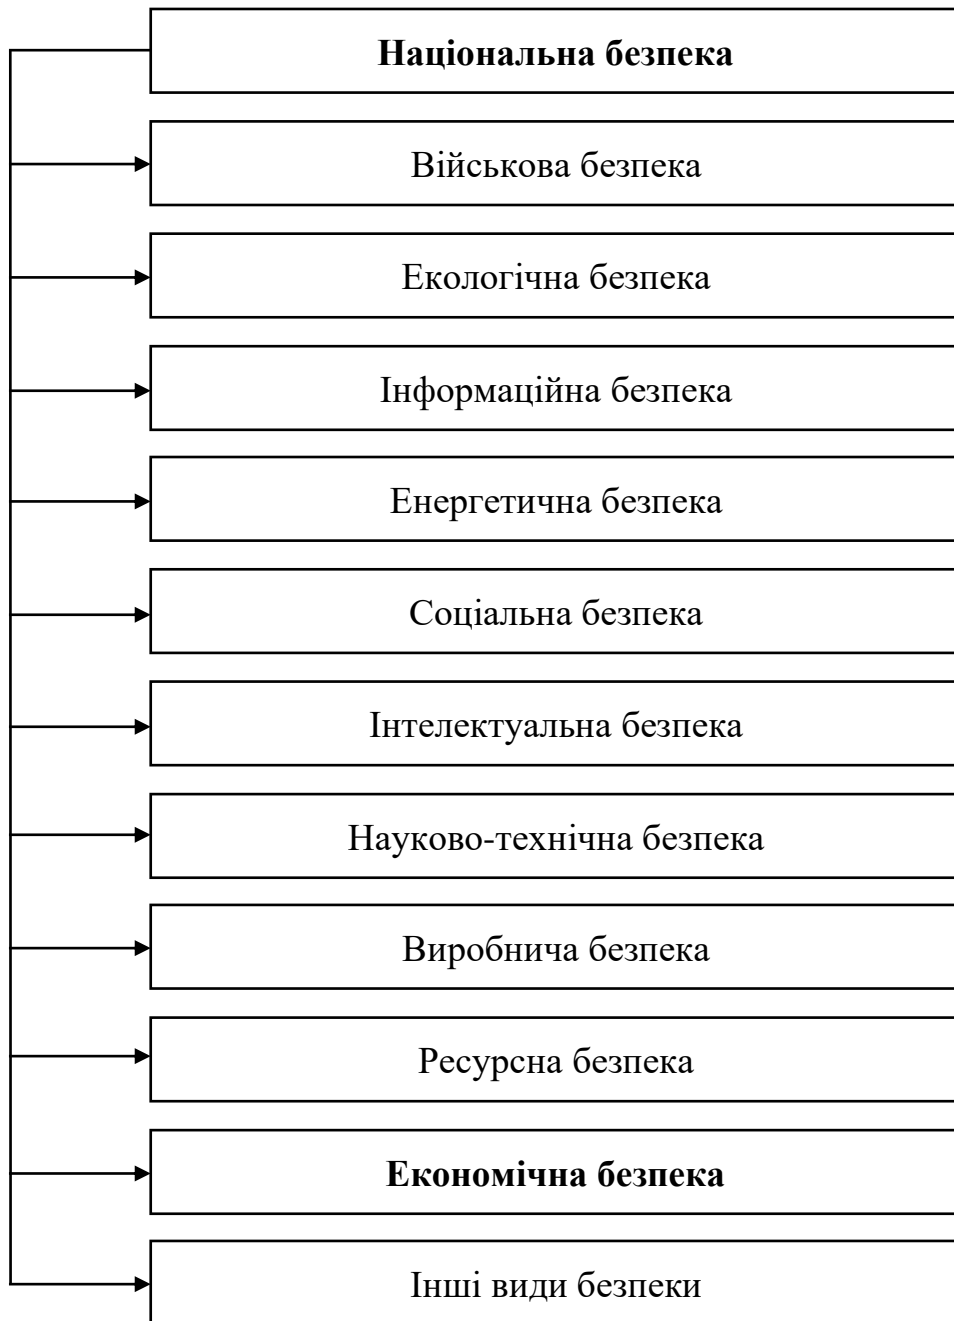 Національна безпека
Військова безпека
Екологічна безпека
Інформаційна безпека
Енергетична безпека
Соціальна безпека
Інтелектуальна безпека
Науково-технічна безпека
Виробнича безпека
Ресурсна безпека
Економічна безпека
Інші види безпеки